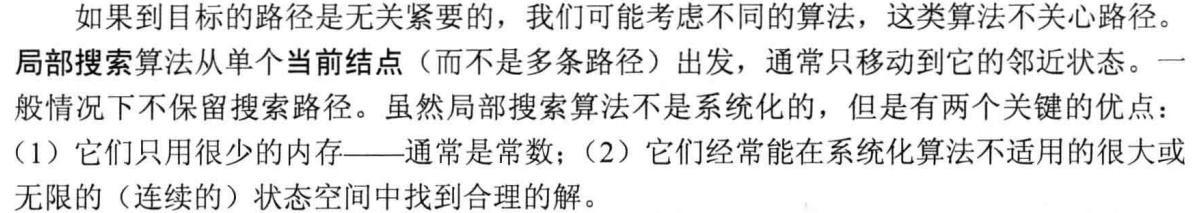 如果到目标的路径是无关紧要的，我们可能考虑不同的算法，这类算法不关心路径。
局部搜索算法从单个当前结点（而不是多条路径）出发，通常只移动到它的邻近状态。一
般情况下不保留搜索路径。虽然局部搜索算法不是系统化的，但是有两个关键的优点：
（1）它们只用很少的内存——通常是常数；（2）它们经常能在系统化算法不适用的很大或
无限的（连续的）状态空间中找到合理的解。